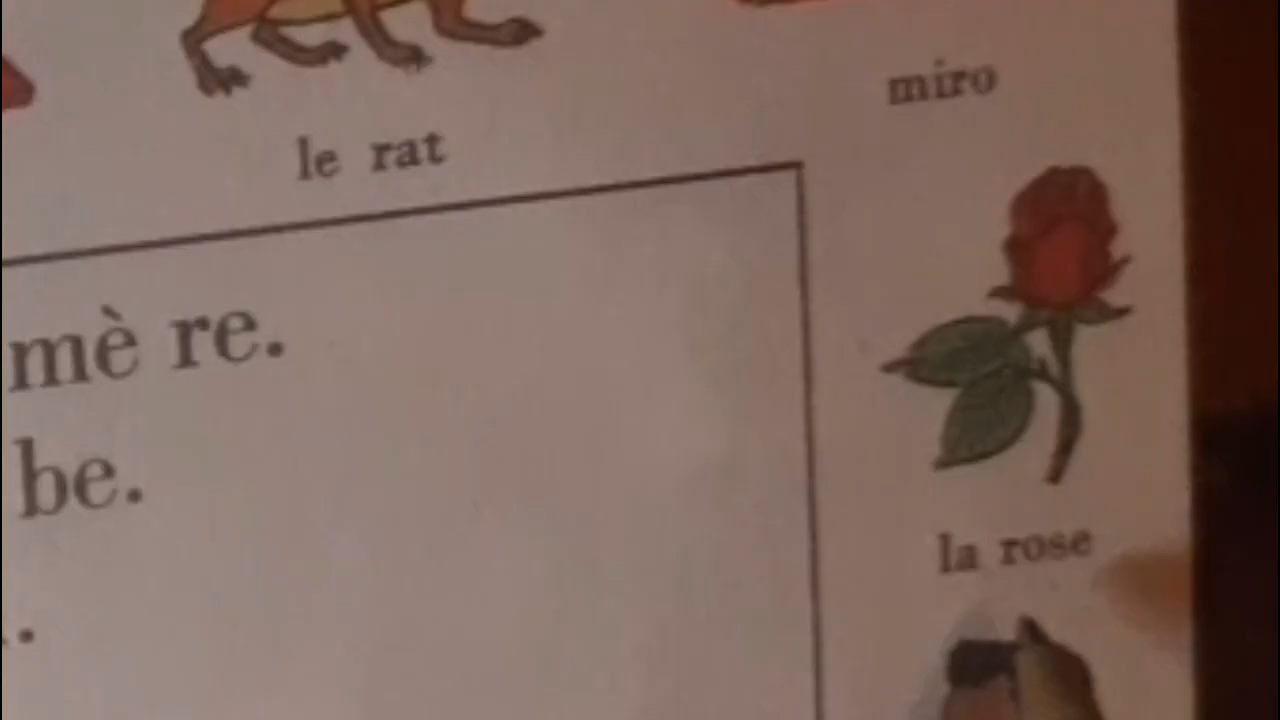 miro
le rat
mè re.
be.
la rose